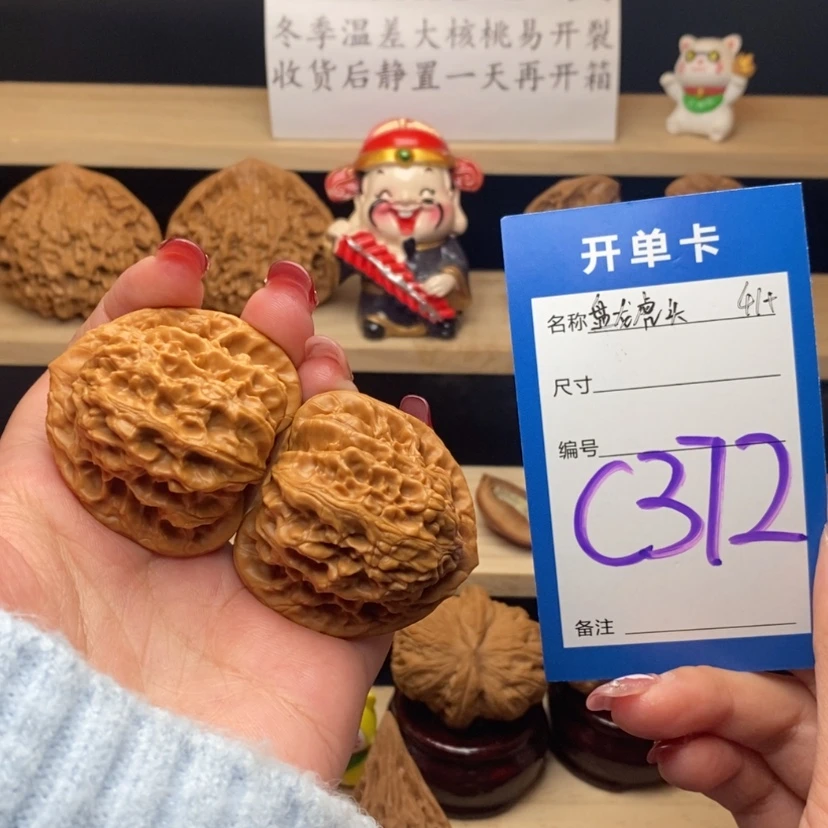 冬季温差大核桃易开裂
收货后静置一天再开箱
开单卡
名称 盘龙虎头 41+
尺寸
编号 C372
备注